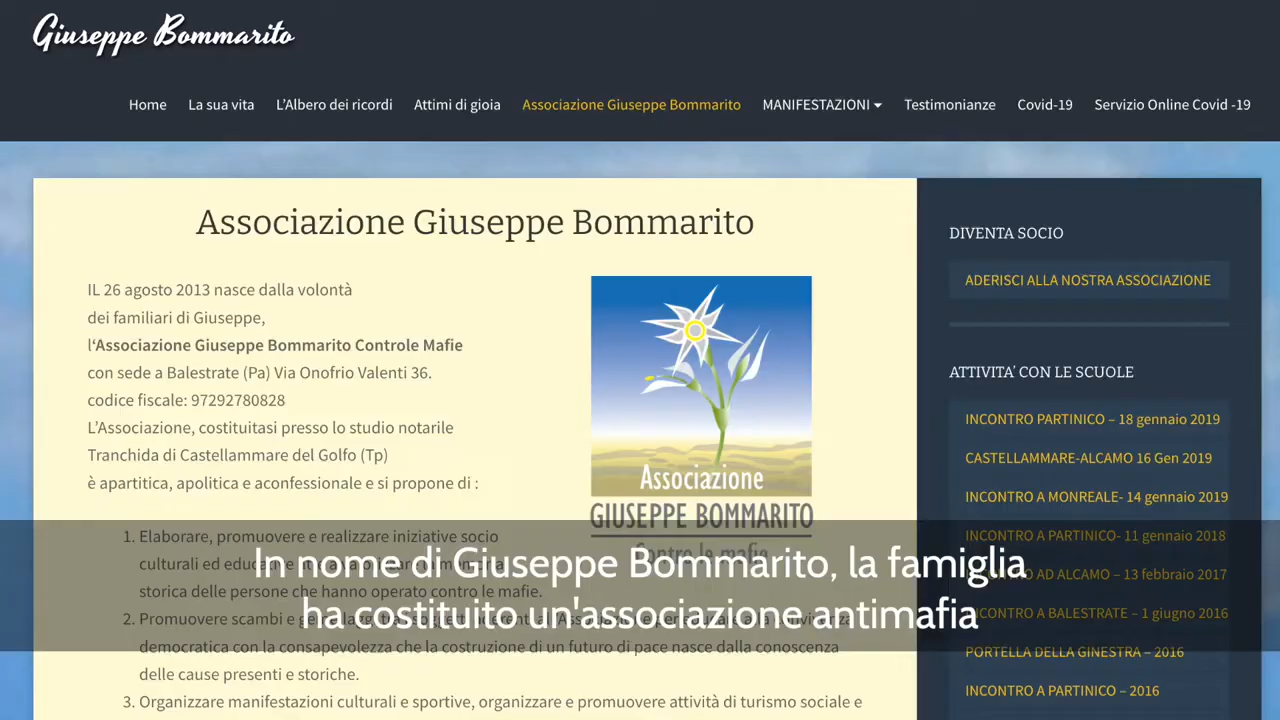 Giuseppe Bommarito
Home La sua vita L'Albero dei ricordi Attimi di gioia Associazione Giuseppe Bommarito MANIFESTAZIONI Testimonianze Covid-19 Servizio Online Covid -19
Associazione Giuseppe Bommarito
IL 26 agosto 2013 nasce dalla volontà
dei familiari di Giuseppe,
l‘Associazione Giuseppe Bommarito Controle Mafie
con sede a Balestrate (Pa) Via Onofrio Valenti 36.
codice fiscale: 97292780828
L'Associazione, costituitasi presso lo studio notarile
Tranchida di Castellammare del Golfo (Tp)
è apartitica, apolitica e aconfessionale e si propone di :
Associazione
GIUSEPPE BOMMARITO
Contro le mafie
1. Elaborare, promuovere e realizzare iniziative socio
culturali ed
storica delle persone che hanno operato contro le mafie.
2. Promuovere scambi e
democratica con la consapevolezza che la costruzione di un futuro di pace nasce dalla conoscenza
delle cause presenti e storiche.
3. Organizzare manifestazioni culturali e sportive, organizzare e promuovere attività di turismo sociale e
In nome di Giuseppe Bommarito, la famiglia
ha costituito un'associazione antimafia
DIVENTA SOCIO
ADERISCI ALLA NOSTRA ASSOCIAZIONE
ATTIVITA' CON LE SCUOLE
INCONTRO PARTINICO – 18 gennaio 2019
CASTELLAMMARE-ALCAMO 16 Gen 2019
INCONTRO A MONREALE- 14 gennaio 2019
INCONTRO A PARTINICO- 11 gennaio 2018
AD ALCAMO – 13 febbraio 2017
INCONTRO A BALESTRATE – 1 giugno 2016
PORTELLA DELLA GINESTRA – 2016
INCONTRO A PARTINICO – 2016